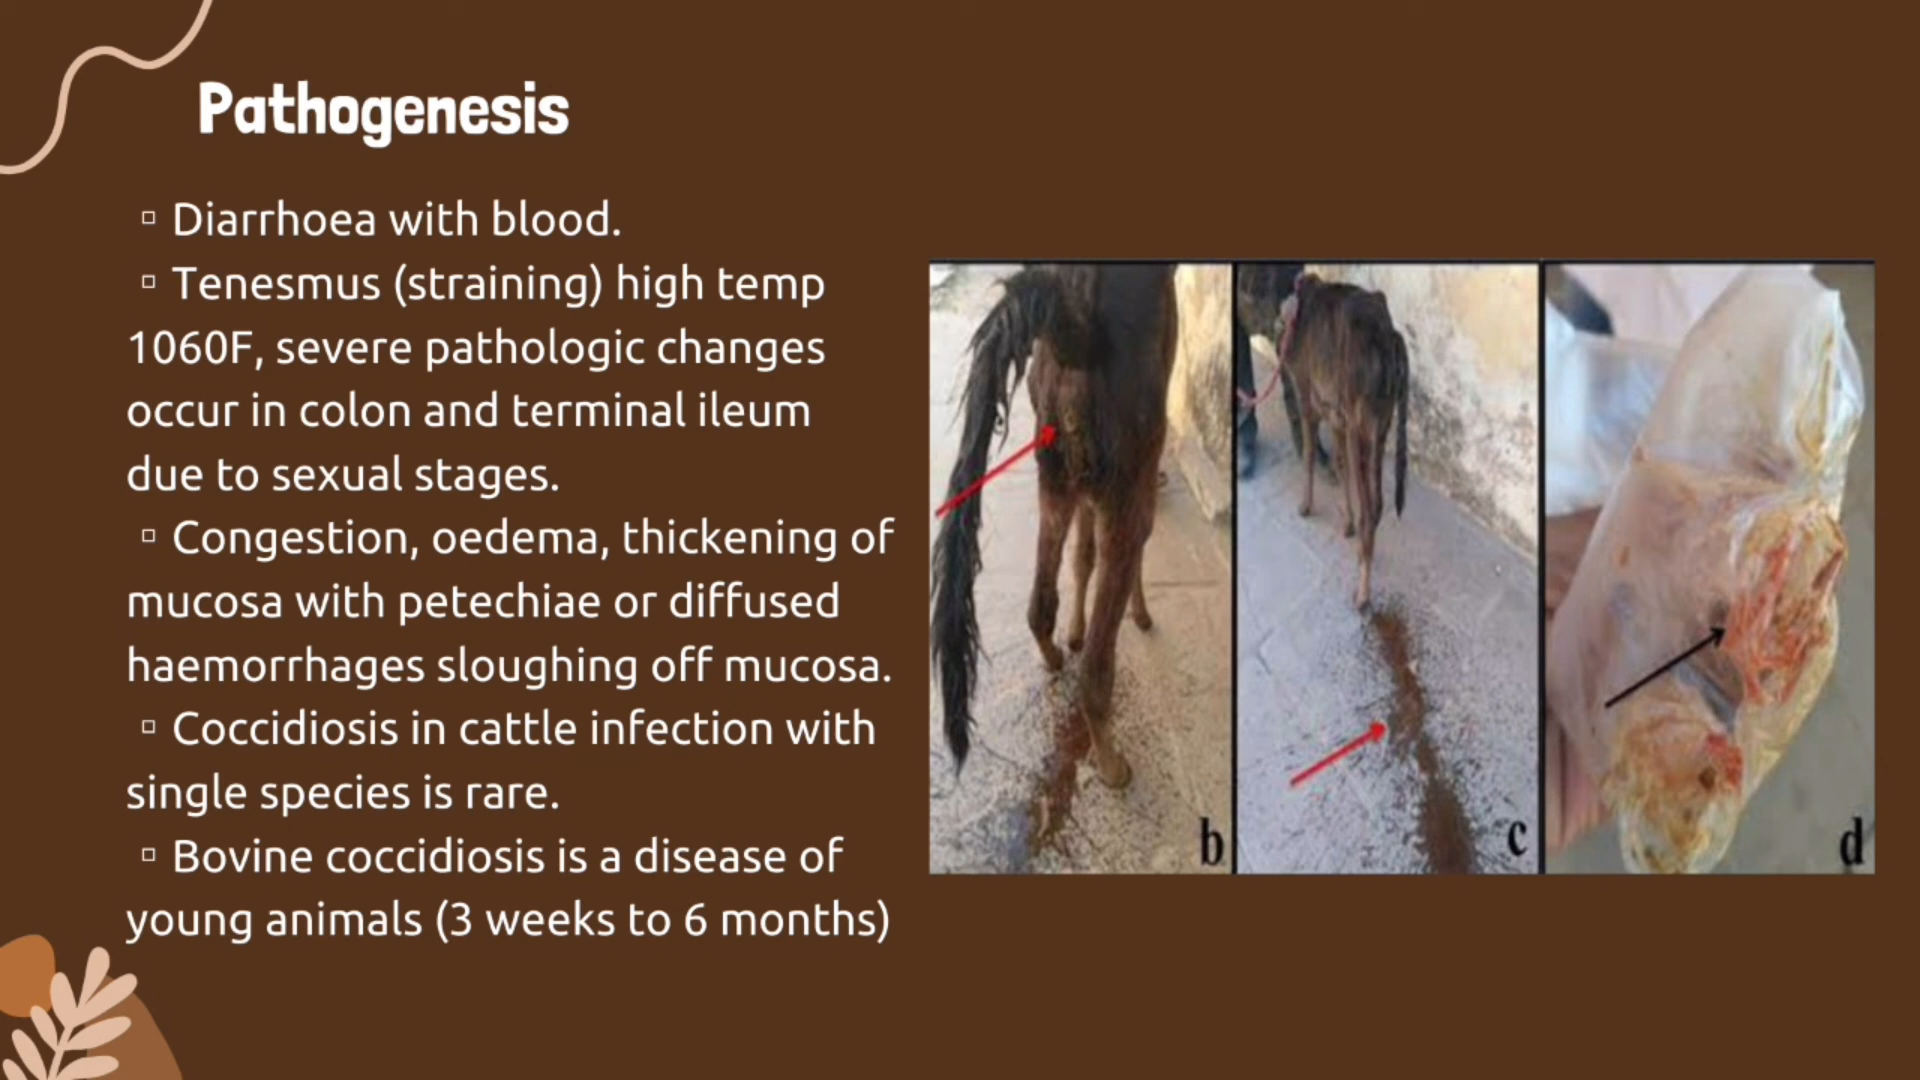 Pathogenesis
▫ Diarrhoea with blood.
▫ Tenesmus (straining) high temp
1060F, severe pathologic changes
occur in colon and terminal ileum
due to sexual stages.
▫ Congestion, oedema, thickening of
mucosa with petechiae or diffused
haemorrhages sloughing off mucosa.
▫ Coccidiosis in cattle infection with
single species is rare.
▫ Bovine coccidiosis is a disease of
young animals (3 weeks to 6 months)
b
c
d